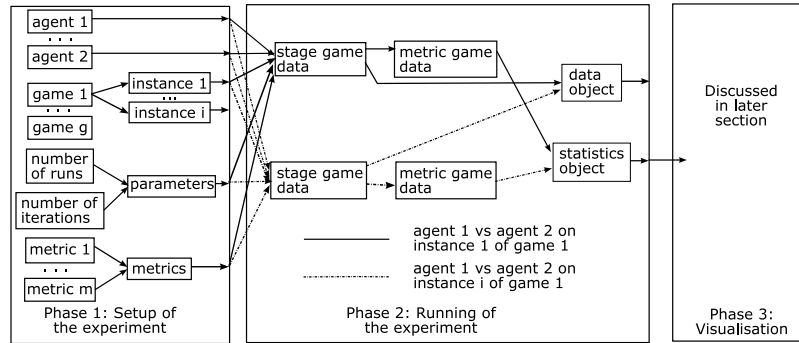 agent 1
. . .
agent 2
game 1
. . .
game g
instance 1
...
instance i
number
of runs
number of
iterations
parameters
metric 1
. . .
metric m
metrics
Phase 1: Setup of
the experiment
stage game
data
metric game
data
data
object
stage game
data
metric game
data
statistics
object
agent 1 vs agent 2 on
instance 1 of game 1
agent 1 vs agent 2 on
instance i of game 1
Phase 2: Running of
the experiment
Discussed
in later
section
Phase 3:
Visualisation